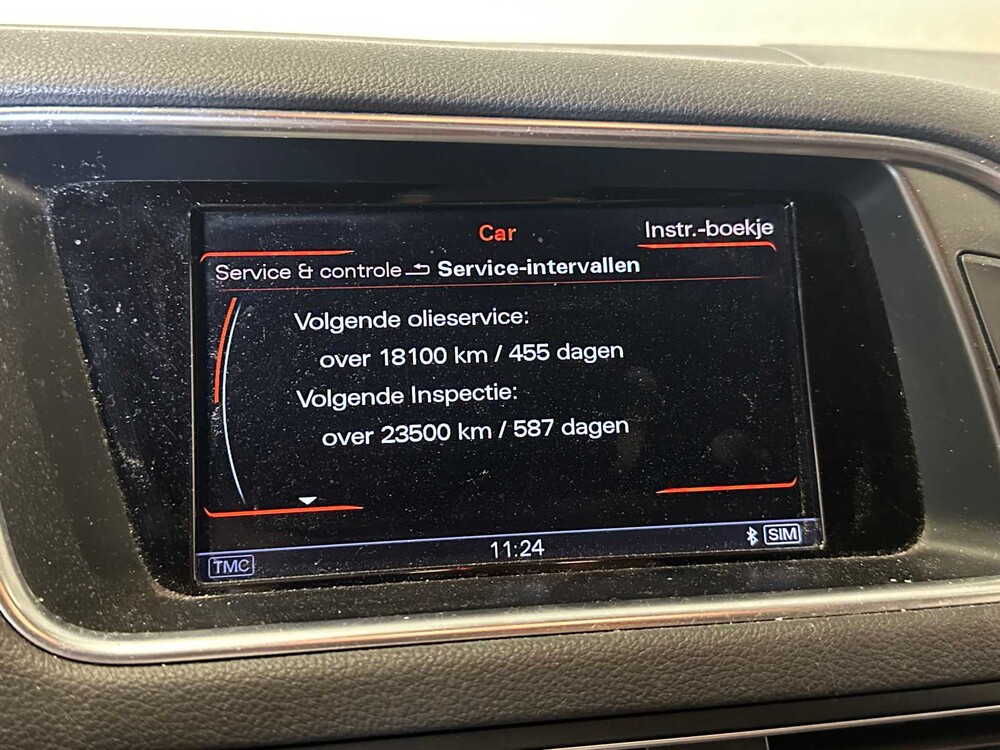 Car
Instr.-boekje
Service & controle Service-intervallen
Volgende olieservice:
over 18100 km / 455 dagen
Volgende Inspectie:
over 23500 km / 587 dagen
TMC
11:24
SIM